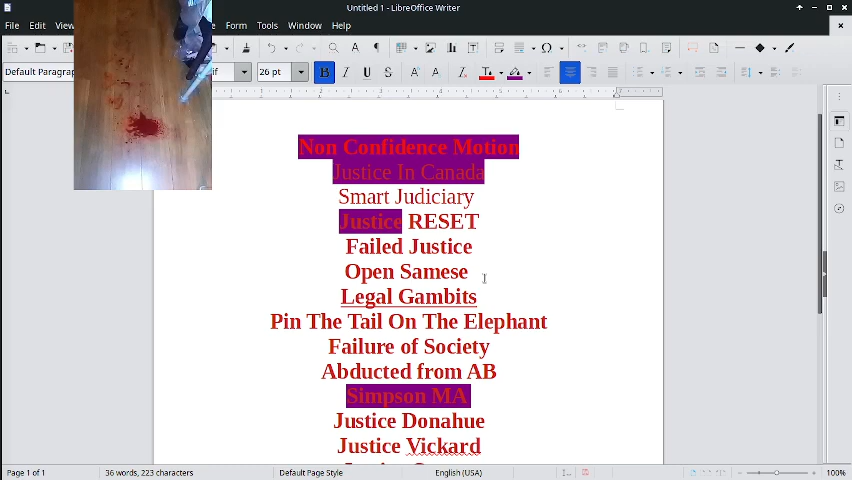 Untitled 1 - LibreOffice Writer
File Edit Form Tools Window Help
Default Paragraph 26 pt
Non Confidence Motion
Justice In Canada
Smart Judiciary
Justice RESET
Failed Justice
Open Samese
Legal Gambits
Pin The Tail On The Elephant
Failure of Society
Abducted from AB
Simpson MA
Justice Donahue
Justice Vickard
Page 1 of 1 36 words, 223 characters Default Page Style English (USA) 100%